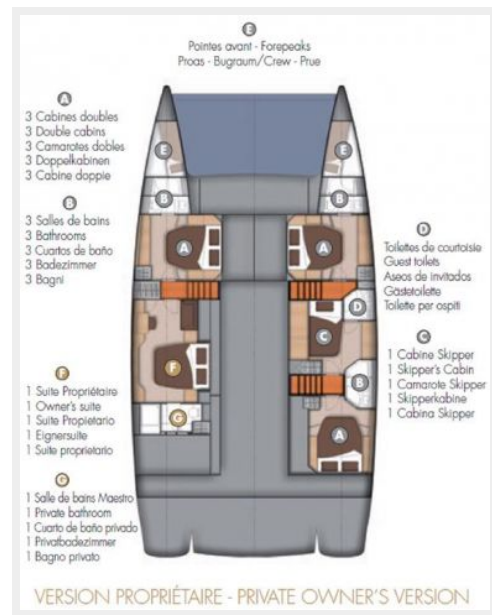 E
Pointes avant - Forepeaks
Proas - Bugraum/Crew - Prue
A
3 Cabines doubles
3 Double cabins
3 Camarotes dobles
3 Doppelkabinen
3 Cabine doppie
B
3 Salles de bains
3 Bathrooms
3 Cuartos de baño
3 Badezimmer
3 Bagni
F
1 Suite Propriétaire
1 Owner's suite
1 Suite Propietario
1 Eignersuite
1 Suite proprietario
G
1 Salle de bains Maestro
1 Private bathroom
1 Cuarto de baño privado
1 Privatbadezimmer
1 Bagno privato
E
E
B
B
A
A
D
C
F
B
G
A
D
Toilettes de courtoisie
Guest toilets
Aseos de invitados
Gästetoilette
Toilette per ospiti
C
1 Cabine Skipper
1 Skipper's Cabin
1 Camarote Skipper
1 Skipperkabine
1 Cabina Skipper
VERSION PROPRIÉTAIRE - PRIVATE OWNER'S VERSION